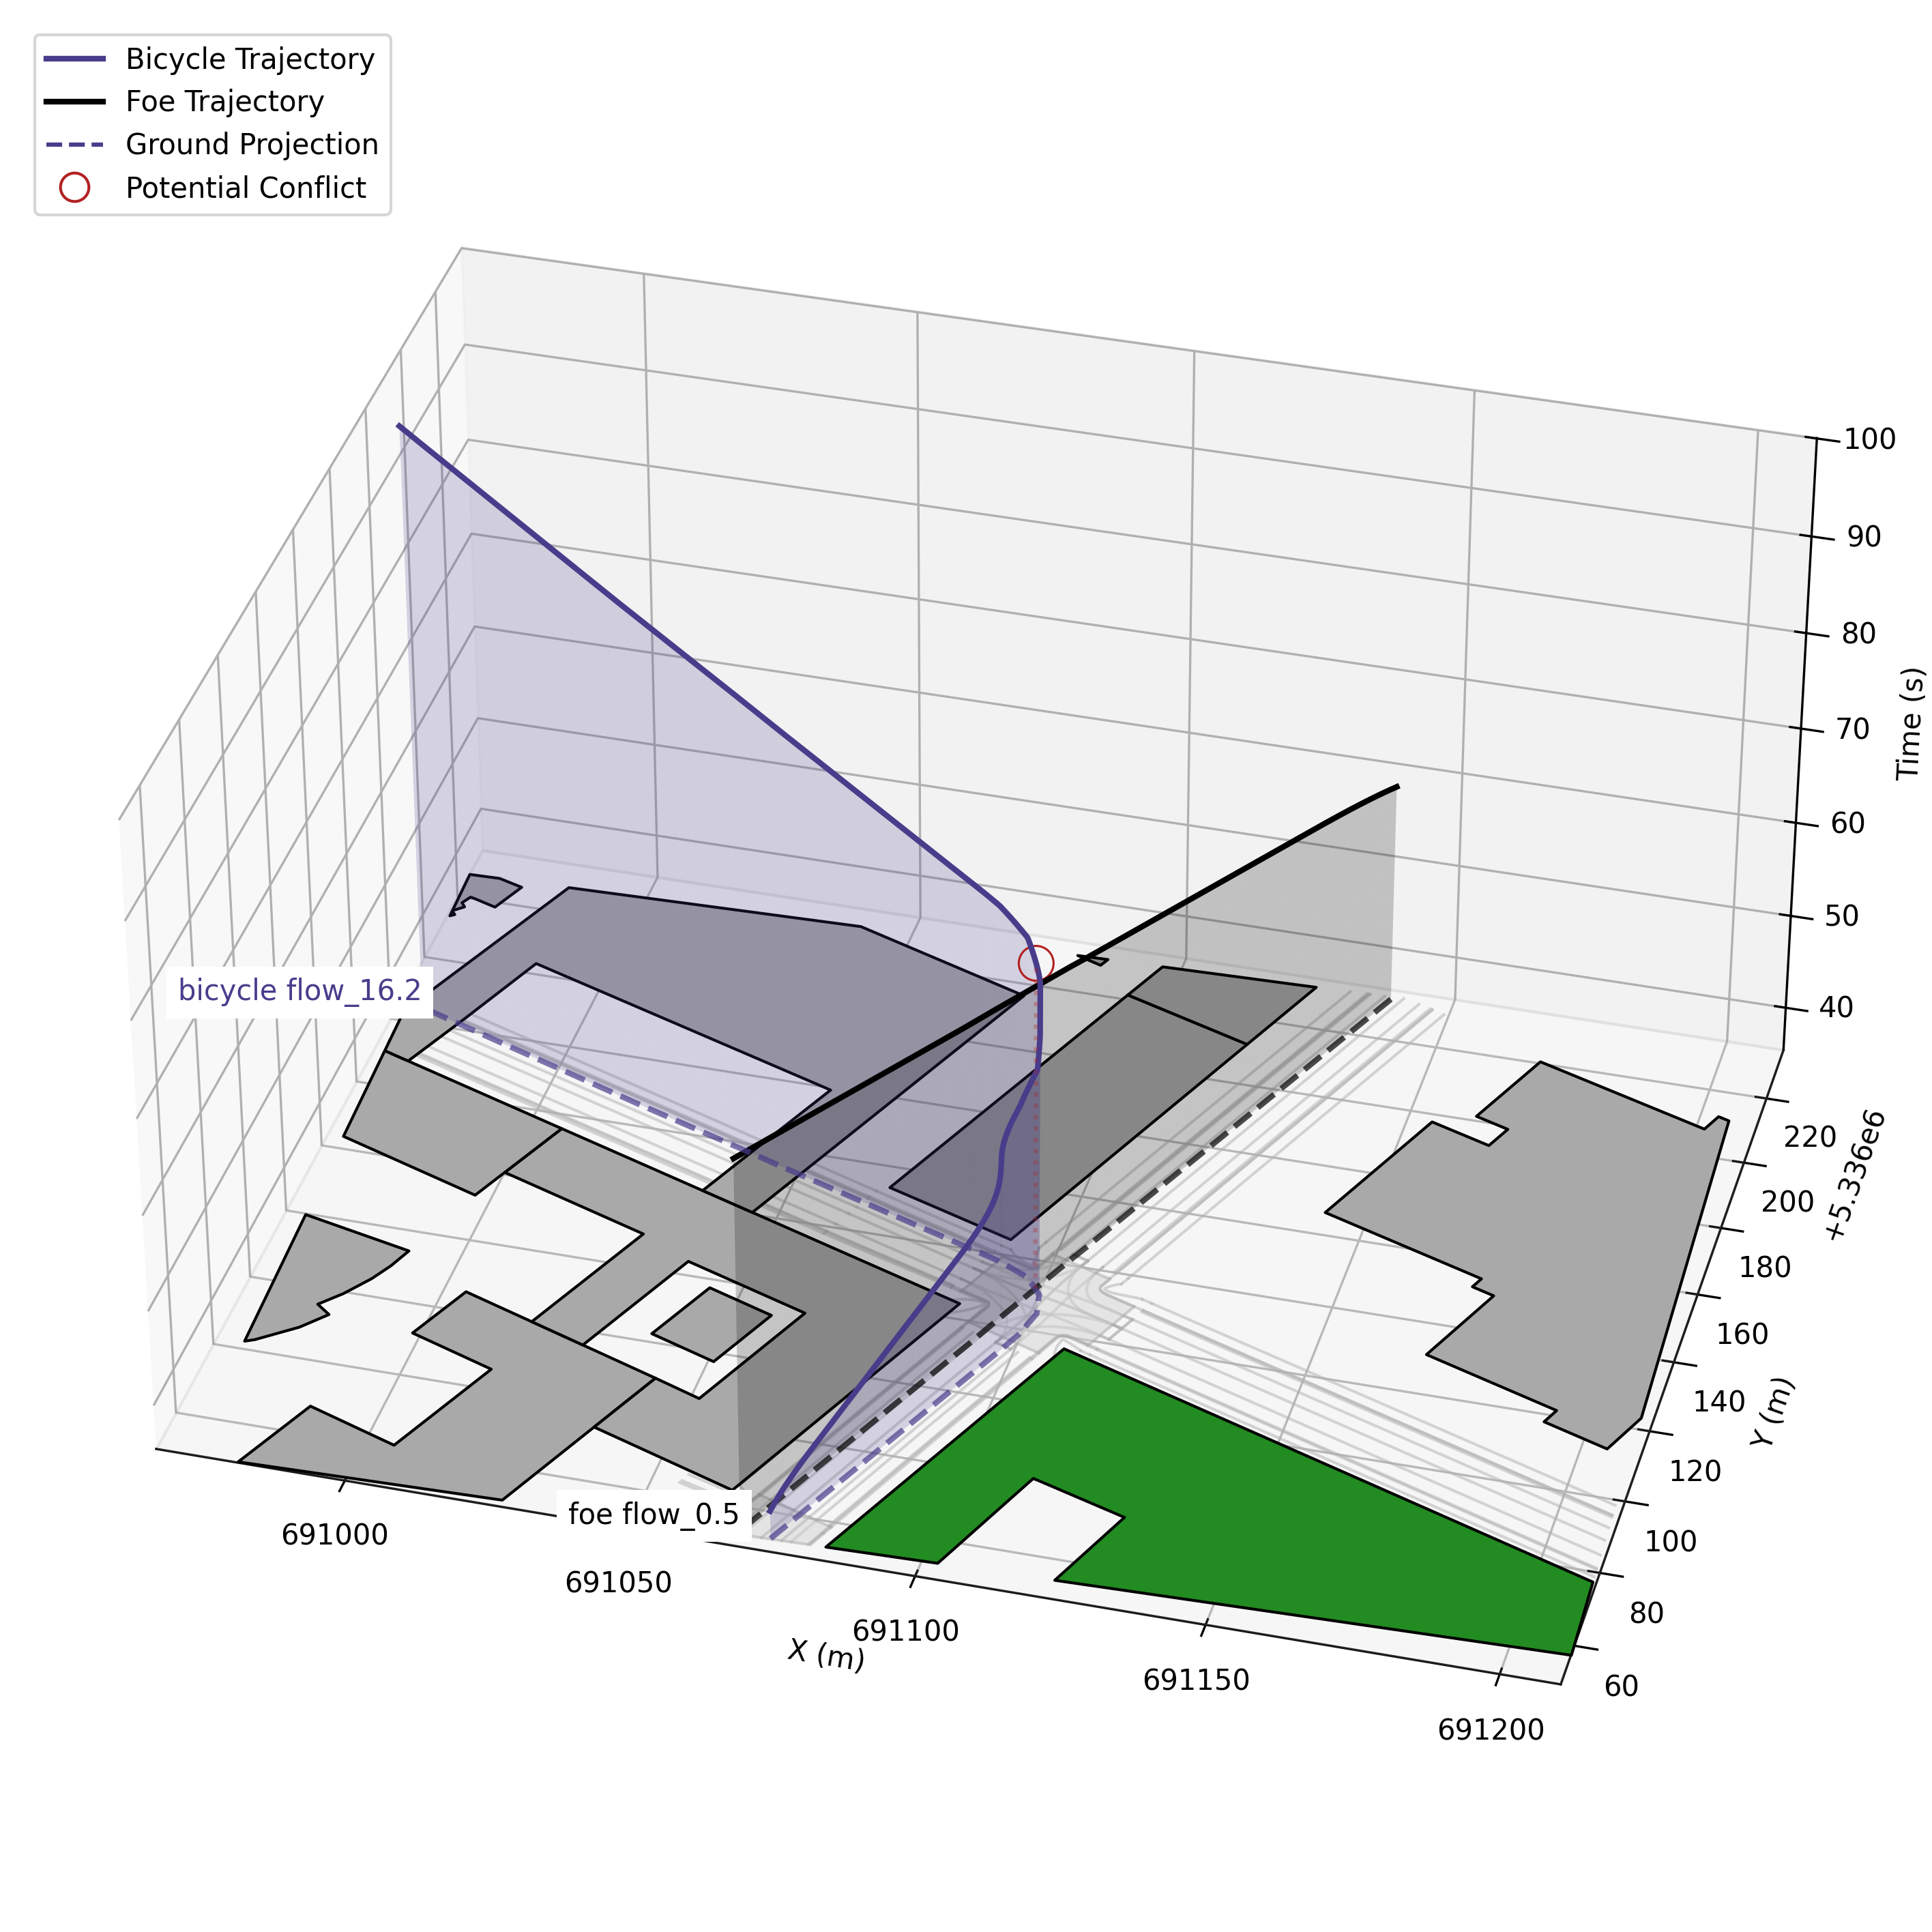 Bicycle Trajectory
Foe Trajectory
Ground Projection
Potential Conflict
100
90
80
70
60
50
40
Time (s)
bicycle flow_16.2
foe flow_0.5
220
200
180
160
140
120
100
80
60
+5.336e6
Y (m)
691000
691050
691100
691150
691200
X (m)